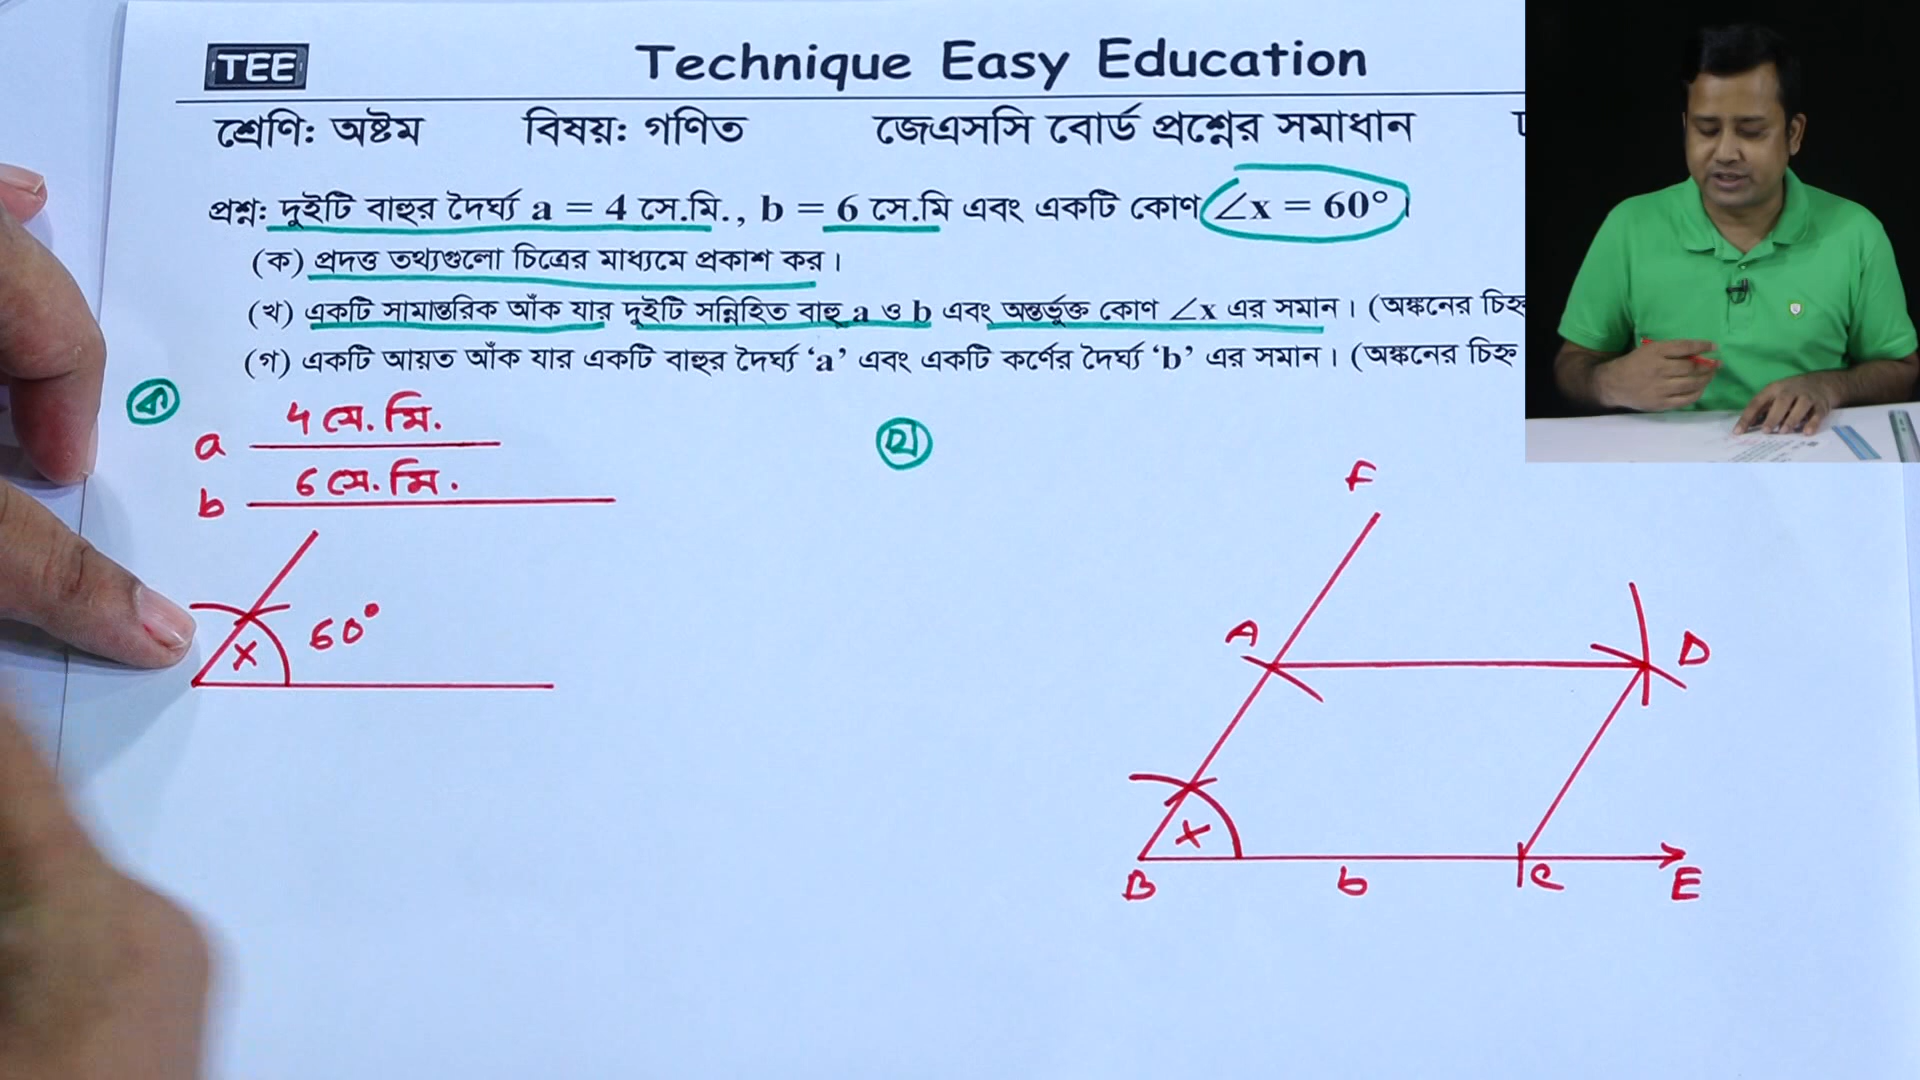 TEE
Technique Easy Education
শ্রেণি: অষ্টম বিষয়: গণিত জেএসসি বোর্ড প্রশ্নের সমাধান
প্রশ্ন: দুইটি বাহুর দৈর্ঘ্য a = 4 সে.মি., b = 6 সে.মি এবং একটি কোণ ∠x = 60°।
(ক) প্রদত্ত তথ্যগুলো চিত্রের মাধ্যমে প্রকাশ কর।
(খ) একটি সামান্তরিক আঁক যার দুইটি সন্নিহিত বাহু a ও b এবং অন্তর্ভুক্ত কোণ ∠x এর সমান। (অঙ্কনের চিহ্ন
(গ) একটি আয়ত আঁক যার একটি বাহুর দৈর্ঘ্য ‘a’ এবং একটি কর্ণের দৈর্ঘ্য ‘b’ এর সমান। (অঙ্কনের চিহ্ন
ক
a 4 সে. মি.
b 6 সে. মি.
x 60°
খ
F
A D
x
B b C E